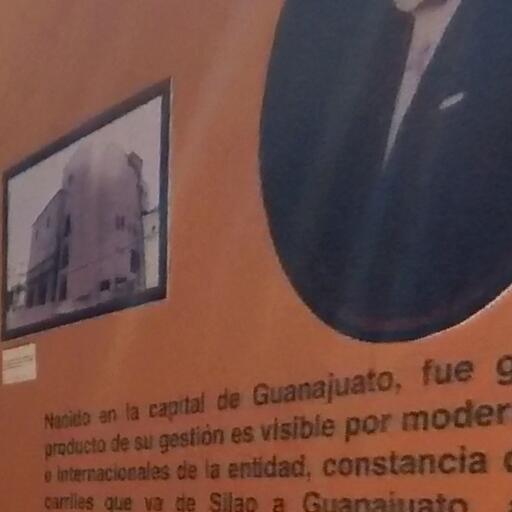 Nacido en la capital de Guanajuato, fue g
producto de su gestión es visible por moder
e internacionales de la entidad, constancia
carriles que va de Silao a Guanajuato,